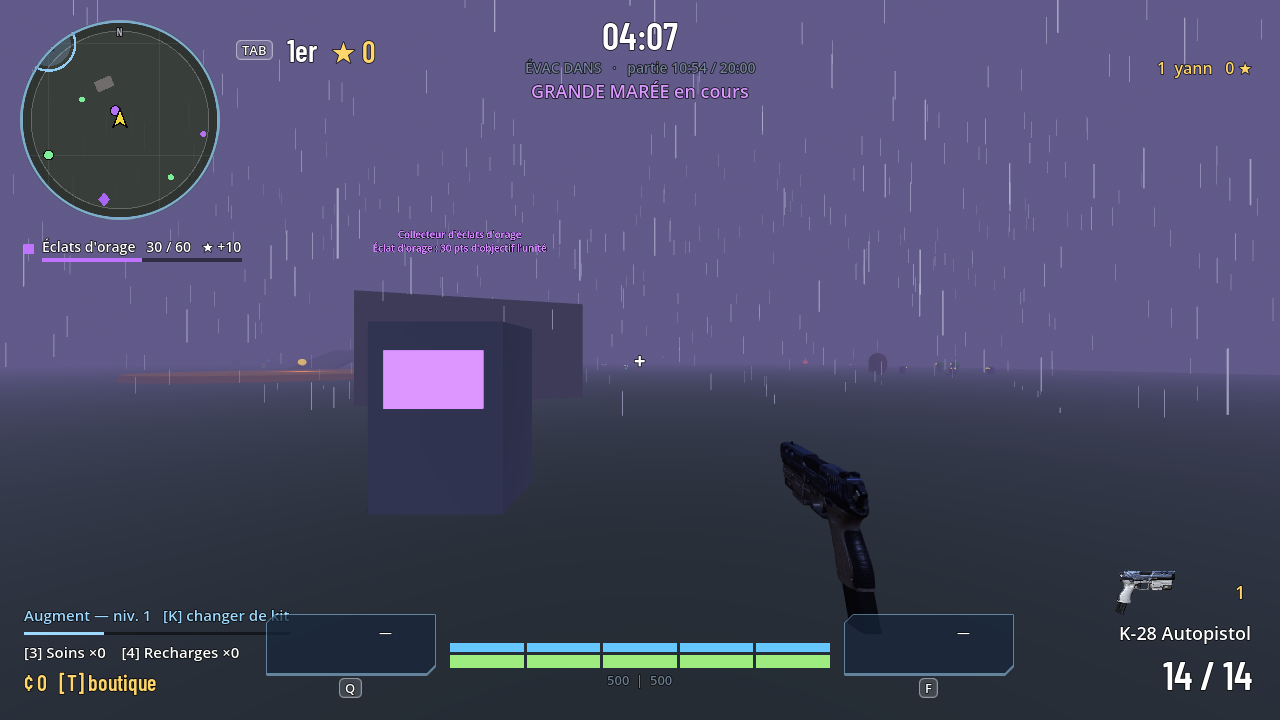 N
TAB 1er ★ 0
04:07
ÉVAC DANS · partie 10:54 / 20:00
GRANDE MARÉE en cours
1 yann 0 ★
Éclats d'orage 30 / 60 ★ +10
Collecteur d'éclats d'orage
Éclat d'orage : 30 pts d'objectif l'unité
Augment — niv. 1 [K] changer de kit
[3] Soins ×0 [4] Recharges ×0
¢ 0 [T] boutique
—
Q
500 | 500
—
F
1
K-28 Autopistol
14 / 14